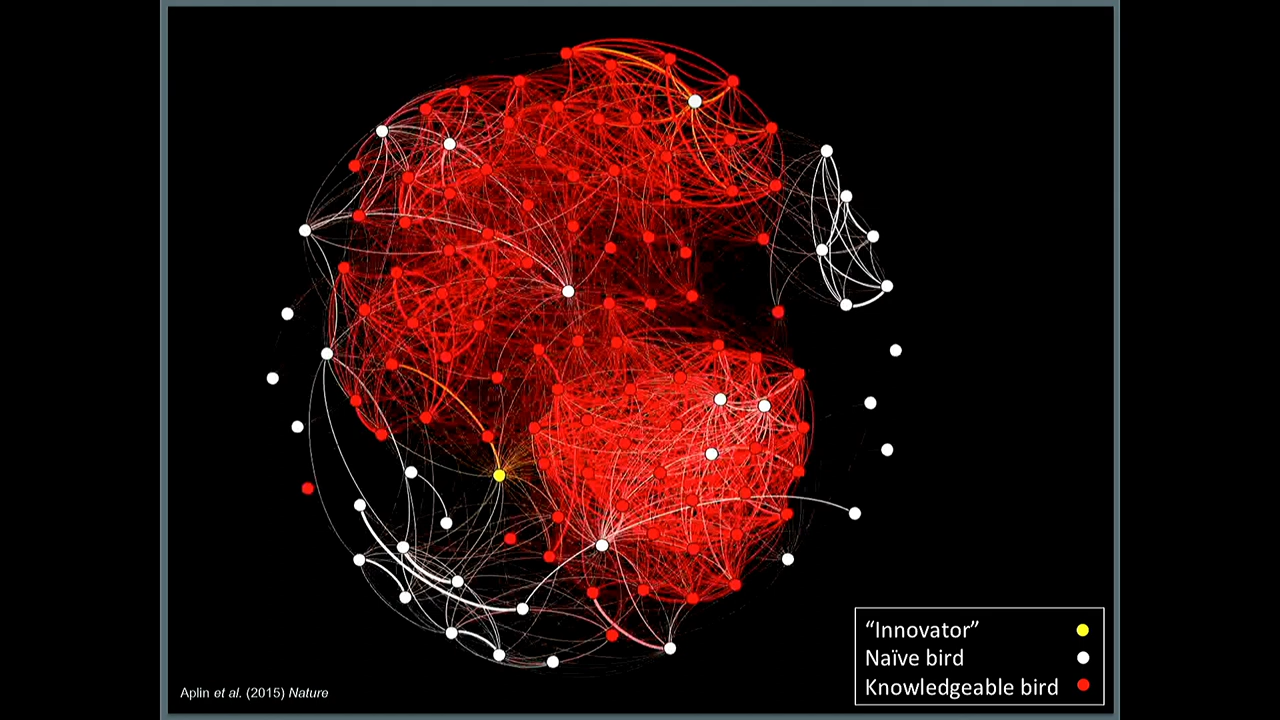 “Innovator”
Naïve bird
Knowledgeable bird
Aplin et al. (2015) Nature